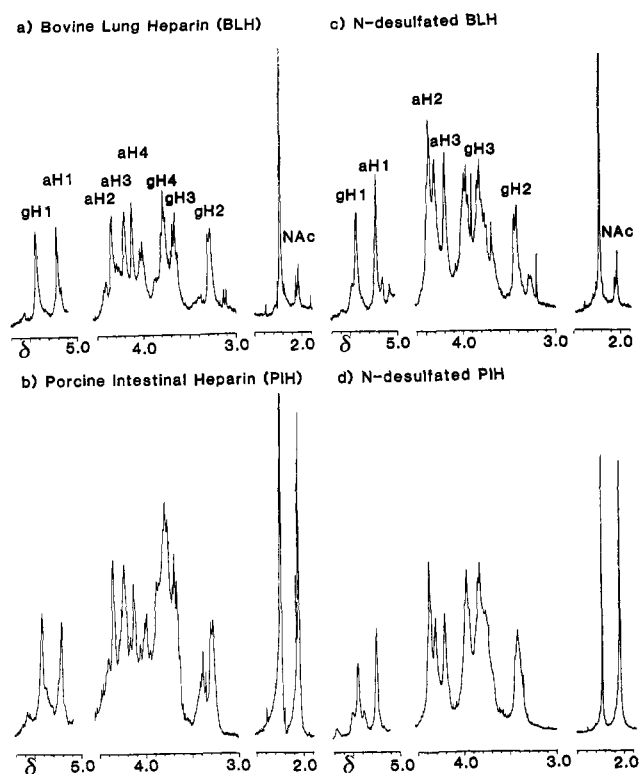 a) Bovine Lung Heparin (BLH)
gH1
aH1
aH2
aH3
aH4
gH4
gH3
gH2
NAc
δ 5.0 4.0 3.0 2.0
c) N-desulfated BLH
gH1
aH1
aH2
aH3
gH3
gH2
NAc
δ 5.0 4.0 3.0 2.0
b) Porcine Intestinal Heparin (PIH)
δ 5.0 4.0 3.0 2.0
d) N-desulfated PIH
δ 5.0 4.0 3.0 2.0